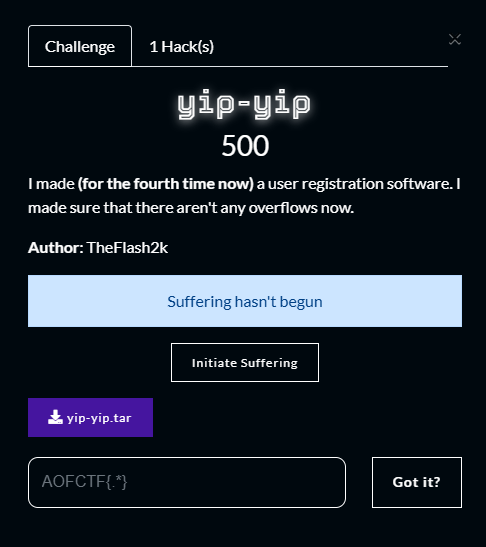 Challenge 1 Hack(s)
yip-yip
500
I made (for the fourth time now) a user registration software. I
made sure that there aren't any overflows now.
Author: TheFlash2k
Suffering hasn't begun
Initiate Suffering
yip-yip.tar
AOFCTF{.*} Got it?